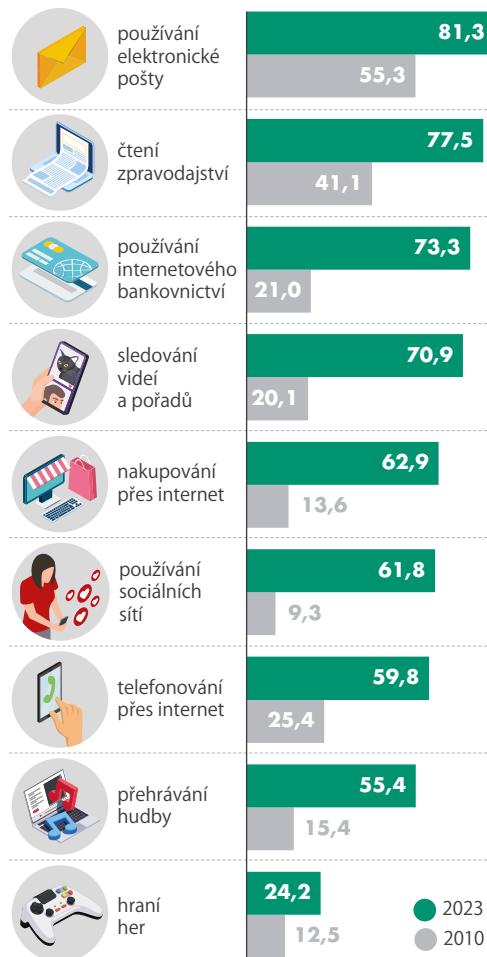 používání
elektronické
pošty
81,3
55,3
čtení
zpravodajství
77,5
41,1
používání
internetového
bankovnictví
73,3
21,0
sledování
videí
a pořadů
70,9
20,1
nakupování
přes internet
62,9
13,6
používání
sociálních
sítí
61,8
9,3
telefonování
přes internet
59,8
25,4
přehrávání
hudby
55,4
15,4
hraní
her
24,2
12,5
2023
2010